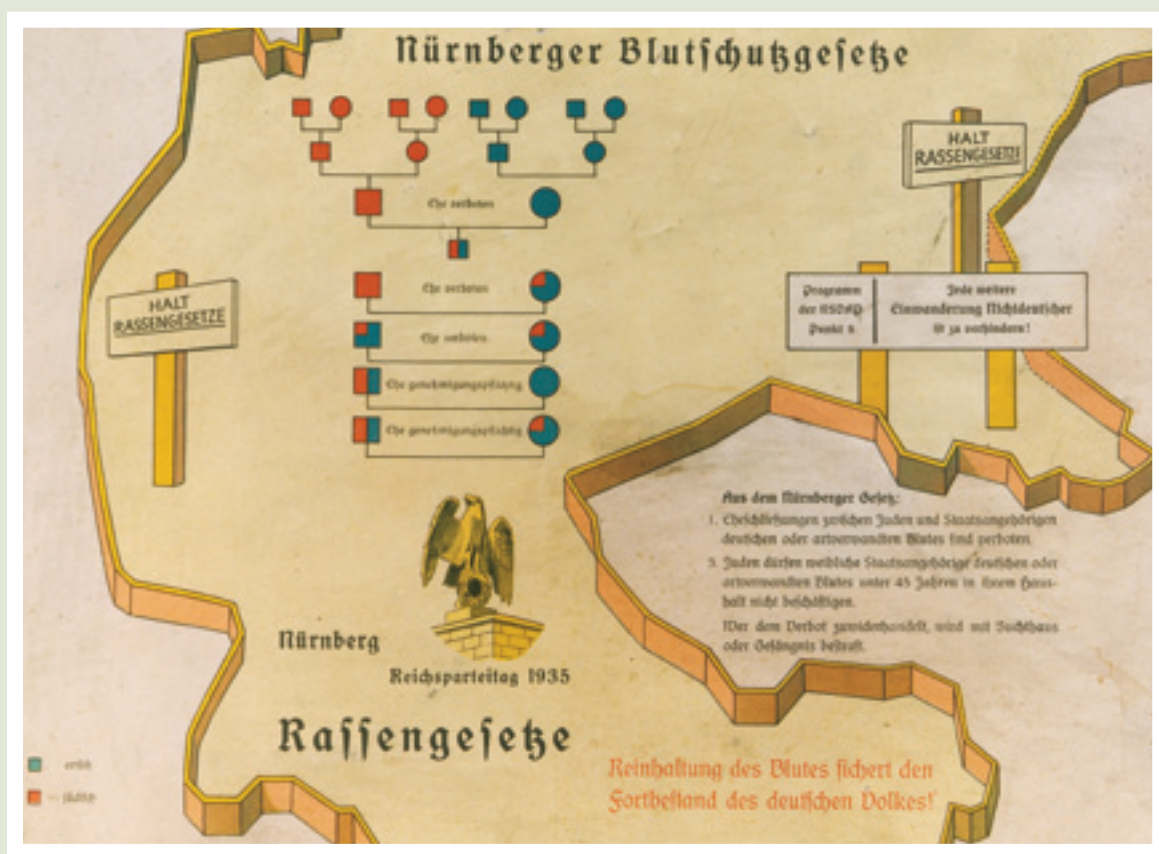 Nürnberger Blutschutzgesetze
HALT
RASSENGESETZE
HALT
RASSENGESETZE
Ehe verboten
Ehe verboten
Ehe verboten
Ehe genehmigungspflichtig
Ehe genehmigungspflichtig
Programm
der NSDAP
Punkt 8
Jede weitere
Einwanderung Nichtdeutscher
ist zu verhindern!
Aus dem Nürnberger Gesetz:
1. Eheschließungen zwischen Juden und Staatsangehörigen
deutschen oder artverwandten Blutes sind verboten.
3. Juden dürfen weibliche Staatsangehörige deutschen oder
artverwandten Blutes unter 45 Jahren in ihrem Haus-
halt nicht beschäftigen.
Wer dem Verbot zuwiderhandelt, wird mit Zuchthaus
oder Gefängnis bestraft.
Nürnberg
Reichsparteitag 1935
Rassengesetze
Reinhaltung des Blutes sichert den
Fortbestand des deutschen Volkes!